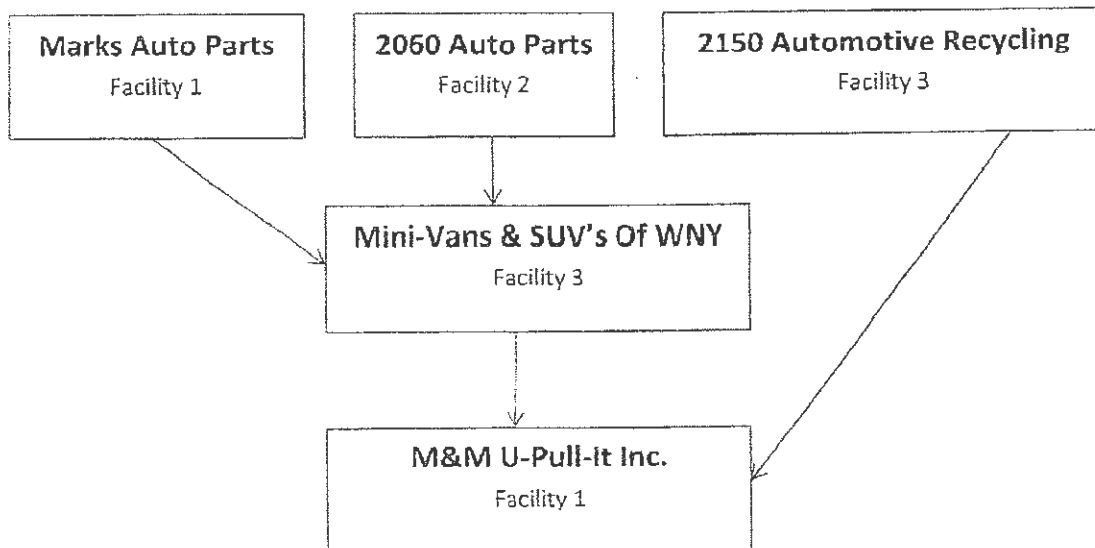 Marks Auto Parts
Facility 1
2060 Auto Parts
Facility 2
2150 Automotive Recycling
Facility 3
Mini-Vans & SUV's Of WNY
Facility 3
M&M U-Pull-It Inc.
Facility 1